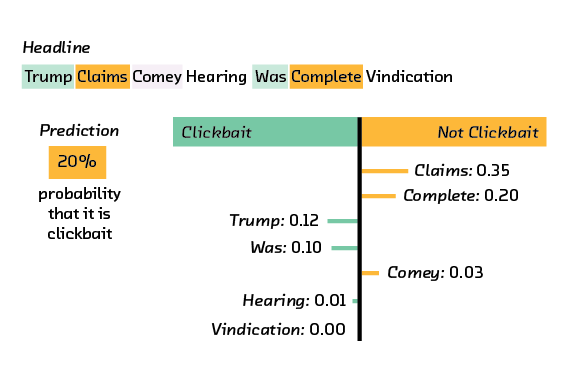 Headline
Trump Claims Comey Hearing Was Complete Vindication
Prediction
20%
probability
that it is
clickbait
Clickbait
Not Clickbait
Claims: 0.35
Complete: 0.20
Trump: 0.12
Was: 0.10
Comey: 0.03
Hearing: 0.01
Vindication: 0.00